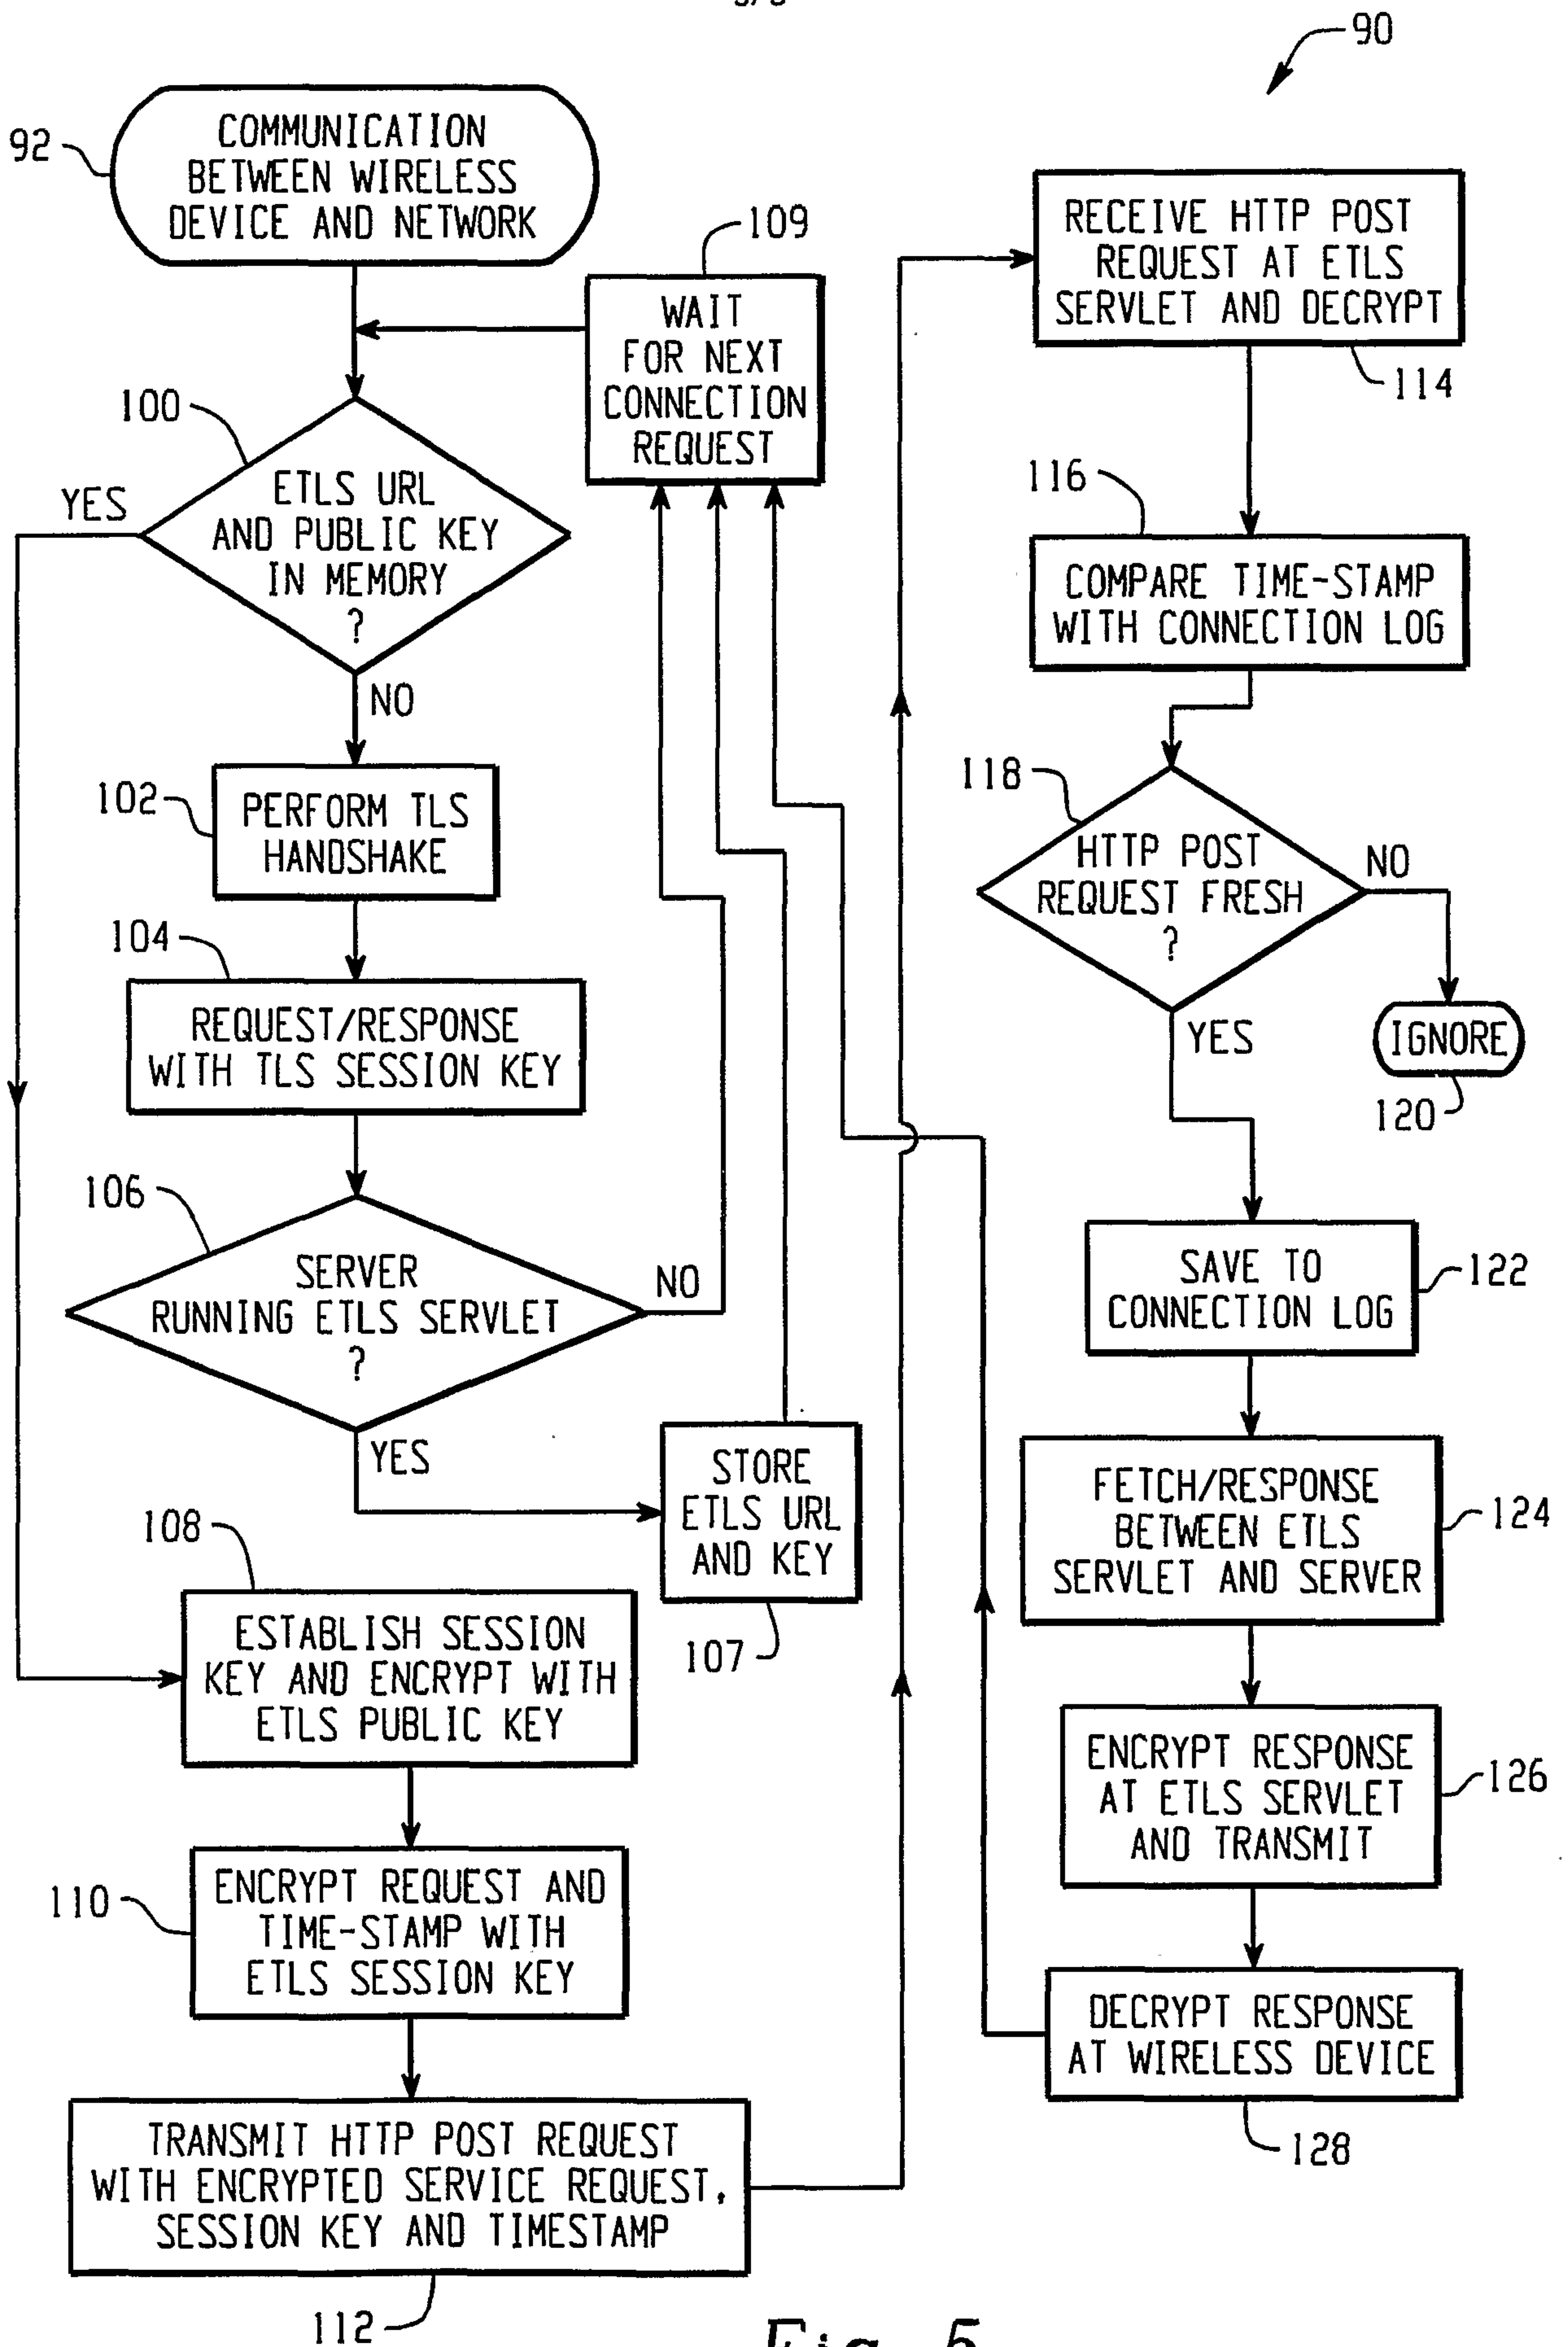 90
92
COMMUNICATION
BETWEEN WIRELESS
DEVICE AND NETWORK
109
WAIT
FOR NEXT
CONNECTION
REQUEST
100
YES
ETLS URL
AND PUBLIC KEY
IN MEMORY
?
NO
102
PERFORM TLS
HANDSHAKE
104
REQUEST/RESPONSE
WITH TLS SESSION KEY
106
SERVER
RUNNING ETLS SERVLET
?
NO
YES
STORE
ETLS URL
AND KEY
107
108
ESTABLISH SESSION
KEY AND ENCRYPT WITH
ETLS PUBLIC KEY
110
ENCRYPT REQUEST AND
TIME-STAMP WITH
ETLS SESSION KEY
TRANSMIT HTTP POST REQUEST
WITH ENCRYPTED SERVICE REQUEST,
SESSION KEY AND TIMESTAMP
112
RECEIVE HTTP POST
REQUEST AT ETLS
SERVLET AND DECRYPT
114
116
COMPARE TIME-STAMP
WITH CONNECTION LOG
118
HTTP POST
REQUEST FRESH
?
NO
YES
IGNORE
120
SAVE TO
CONNECTION LOG
122
FETCH/RESPONSE
BETWEEN ETLS
SERVLET AND SERVER
124
ENCRYPT RESPONSE
AT ETLS SERVLET
AND TRANSMIT
126
DECRYPT RESPONSE
AT WIRELESS DEVICE
128
Fig. 5